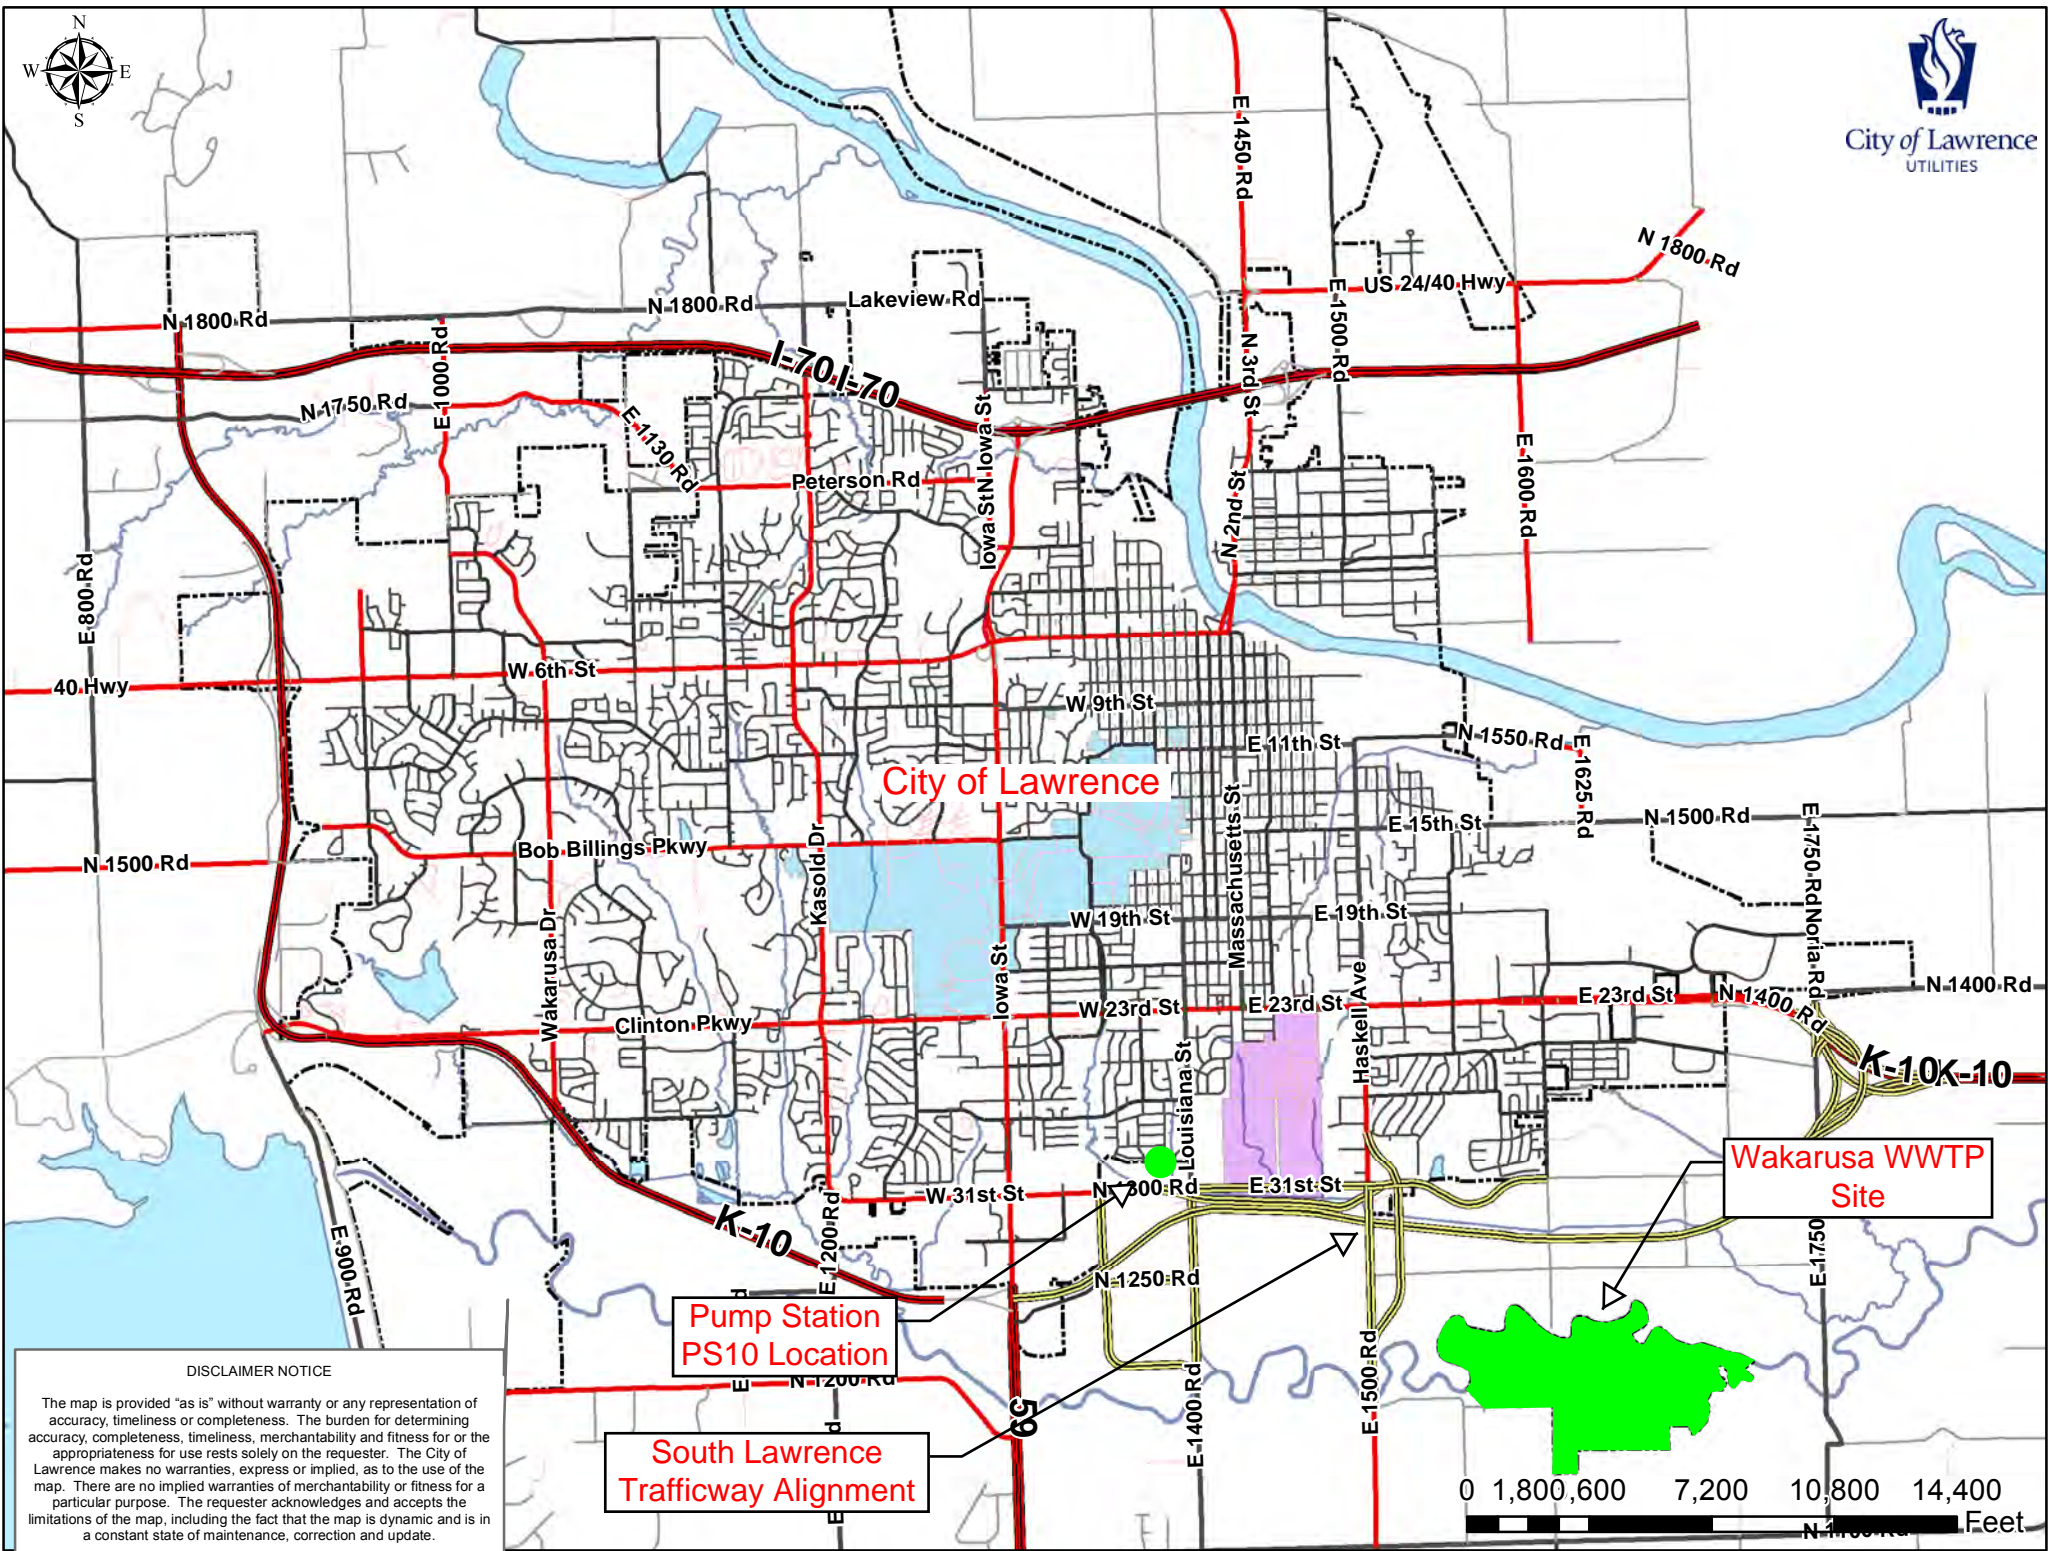 N
W E
S
City of Lawrence
UTILITIES
E 1450 Rd
N 1800 Rd
US 24/40 Hwy
E 1500 Rd
N 1800 Rd
Lakeview Rd
N 1800 Rd
E 1000 Rd
I-70
I-70
N 3rd St
N 1750 Rd
E 1130 Rd
N Iowa St
Iowa St
Peterson Rd
N 2nd St
E 1600 Rd
E 800 Rd
40 Hwy
W 6th St
W 9th St
E 11th St
N 1550 Rd
E 1625 Rd
City of Lawrence
Massachusetts St
E 15th St
N 1500 Rd
E 1750 Rd
Noria Rd
N 1500 Rd
Bob Billings Pkwy
Kasold Dr
Wakarusa Dr
W 19th St
E 19th St
Iowa St
Haskell Ave
W 23rd St
E 23rd St
E 23rd St
N 1400 Rd
N 1400 Rd
Clinton Pkwy
Louisiana St
K-10
K-10
Wakarusa WWTP
Site
W 31st St
N 1300 Rd
E 31st St
K-10
E 1200 Rd
E 900 Rd
N 1250 Rd
E 1750
Pump Station
PS10 Location
N 1200 Rd
59
E 1400 Rd
E 1500 Rd
South Lawrence
Trafficway Alignment
DISCLAIMER NOTICE
The map is provided “as is” without warranty or any representation of
accuracy, timeliness or completeness. The burden for determining
accuracy, completeness, timeliness, merchantability and fitness for or the
appropriateness for use rests solely on the requester. The City of
Lawrence makes no warranties, express or implied, as to the use of the
map. There are no implied warranties of merchantability or fitness for a
particular purpose. The requester acknowledges and accepts the
limitations of the map, including the fact that the map is dynamic and is in
a constant state of maintenance, correction and update.
0 1,800 3,600 7,200 10,800 14,400
Feet